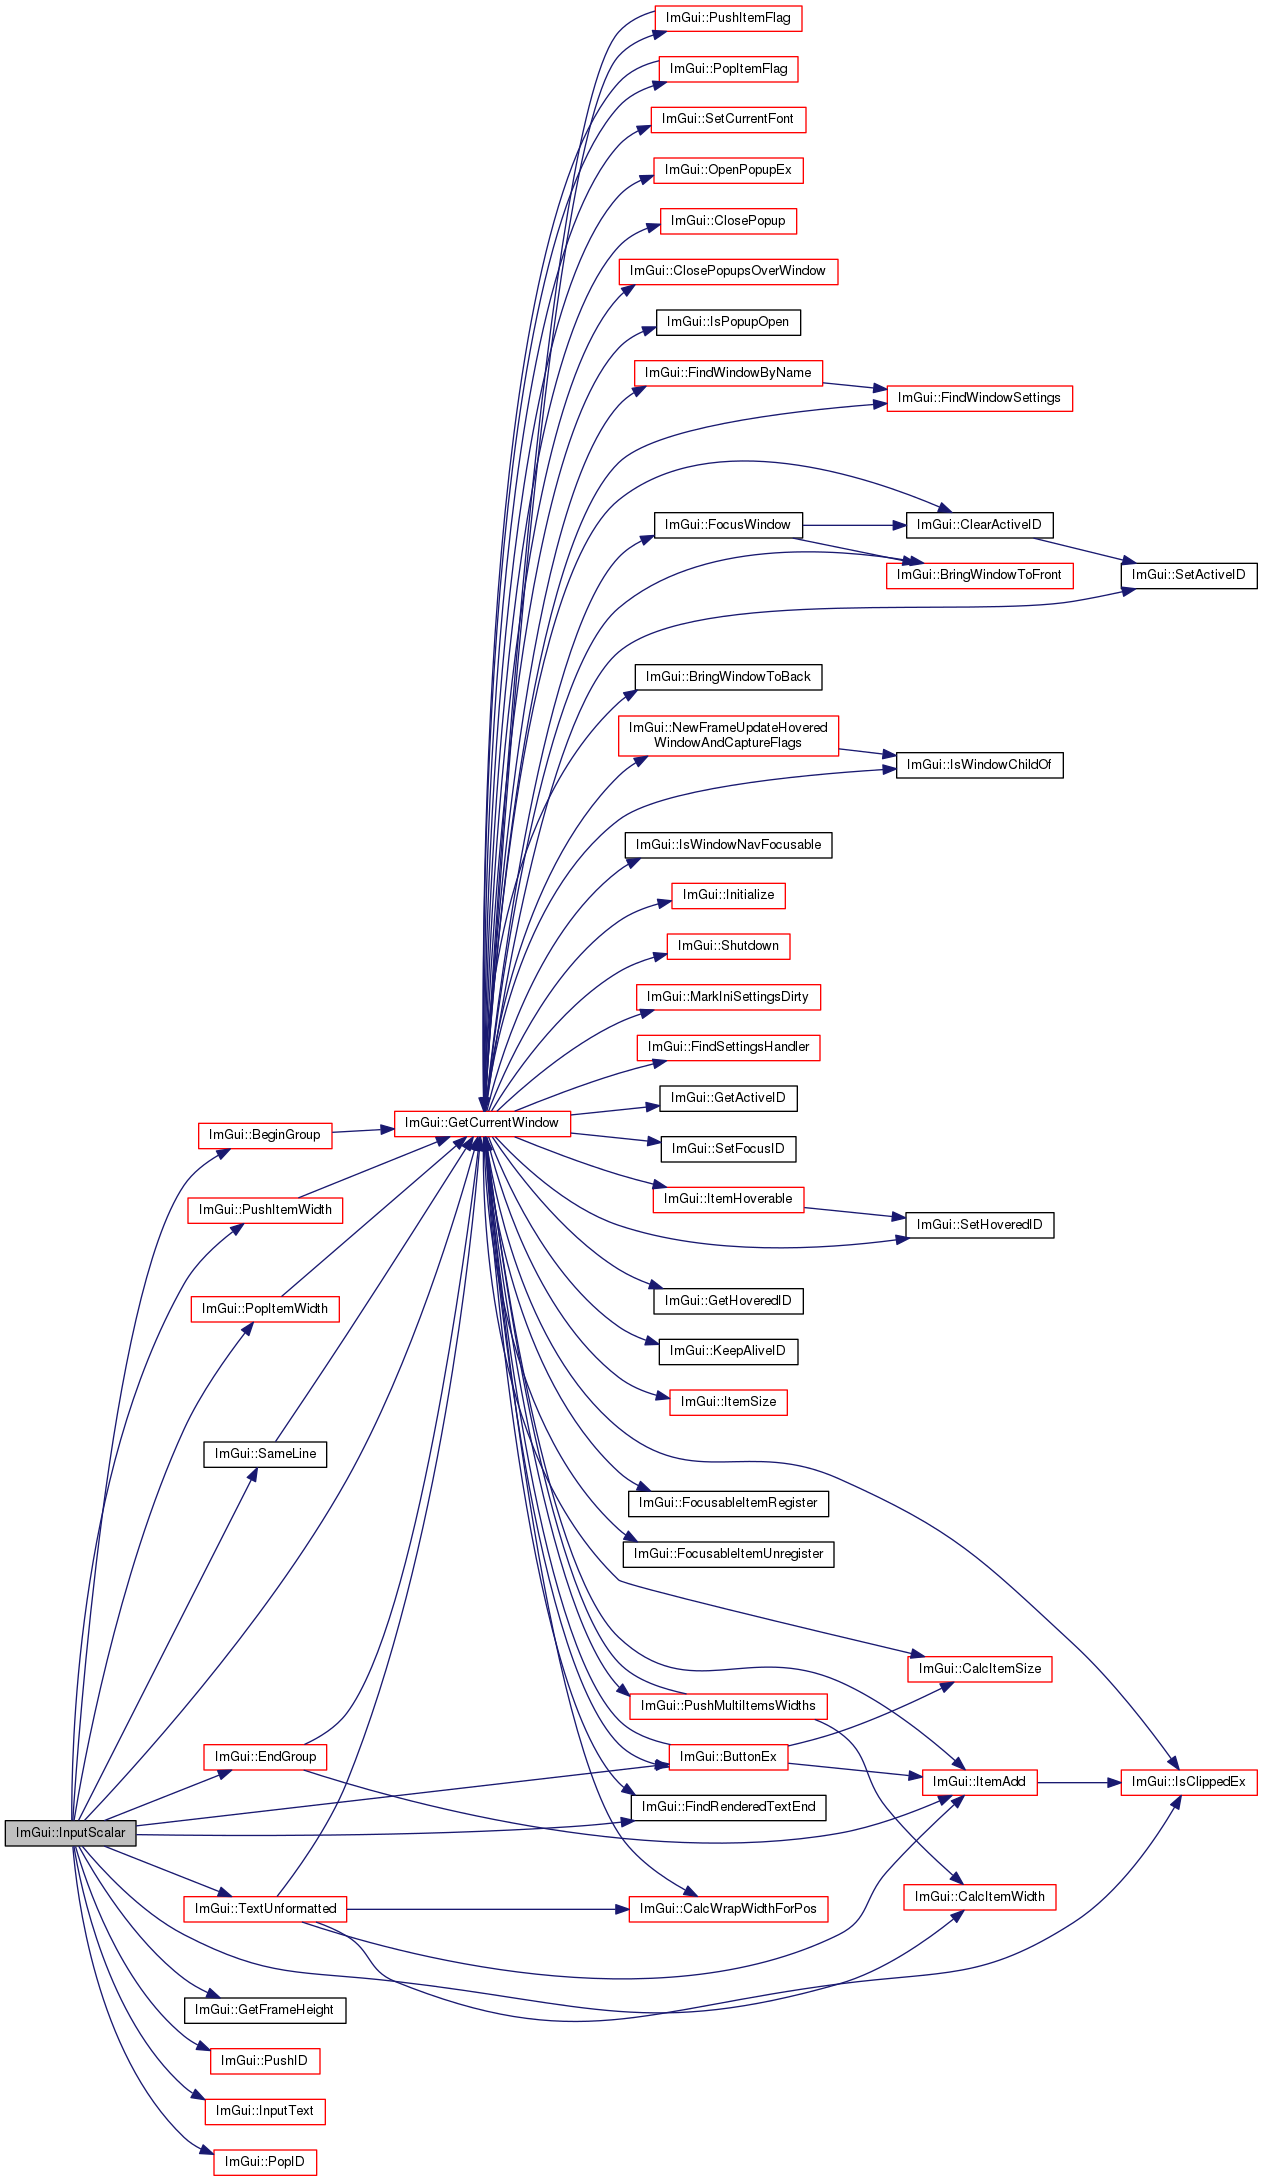 ImGui::PushItemFlag
ImGui::PopItemFlag
ImGui::SetCurrentFont
ImGui::OpenPopupEx
ImGui::ClosePopup
ImGui::ClosePopupsOverWindow
ImGui::IsPopupOpen
ImGui::FindWindowByName
ImGui::FindWindowSettings
ImGui::FocusWindow
ImGui::ClearActiveID
ImGui::BringWindowToFront
ImGui::SetActiveID
ImGui::BringWindowToBack
ImGui::NewFrameUpdateHovered
WindowAndCaptureFlags
ImGui::IsWindowChildOf
ImGui::IsWindowNavFocusable
ImGui::Initialize
ImGui::Shutdown
ImGui::MarkIniSettingsDirty
ImGui::FindSettingsHandler
ImGui::GetActiveID
ImGui::GetCurrentWindow
ImGui::BeginGroup
ImGui::SetFocusID
ImGui::ItemHoverable
ImGui::PushItemWidth
ImGui::SetHoveredID
ImGui::GetHoveredID
ImGui::PopItemWidth
ImGui::KeepAliveID
ImGui::ItemSize
ImGui::SameLine
ImGui::FocusableItemRegister
ImGui::FocusableItemUnregister
ImGui::CalcItemSize
ImGui::PushMultiItemsWidths
ImGui::EndGroup
ImGui::ButtonEx
ImGui::ItemAdd
ImGui::IsClippedEx
ImGui::FindRenderedTextEnd
ImGui::InputScalar
ImGui::CalcItemWidth
ImGui::TextUnformatted
ImGui::CalcWrapWidthForPos
ImGui::GetFrameHeight
ImGui::PushID
ImGui::InputText
ImGui::PopID